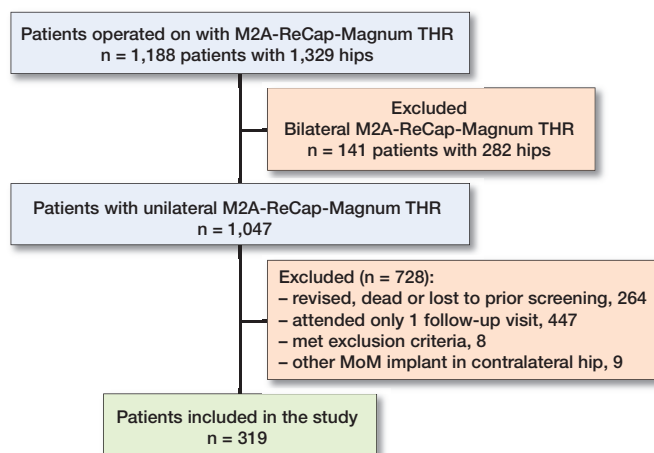 Patients operated on with M2A-ReCap-Magnum THR
n = 1,188 patients with 1,329 hips
Excluded
Bilateral M2A-ReCap-Magnum THR
n = 141 patients with 282 hips
Patients with unilateral M2A-ReCap-Magnum THR
n = 1,047
Excluded (n = 728):
– revised, dead or lost to prior screening, 264
– attended only 1 follow-up visit, 447
– met exclusion criteria, 8
– other MoM implant in contralateral hip, 9
Patients included in the study
n = 319